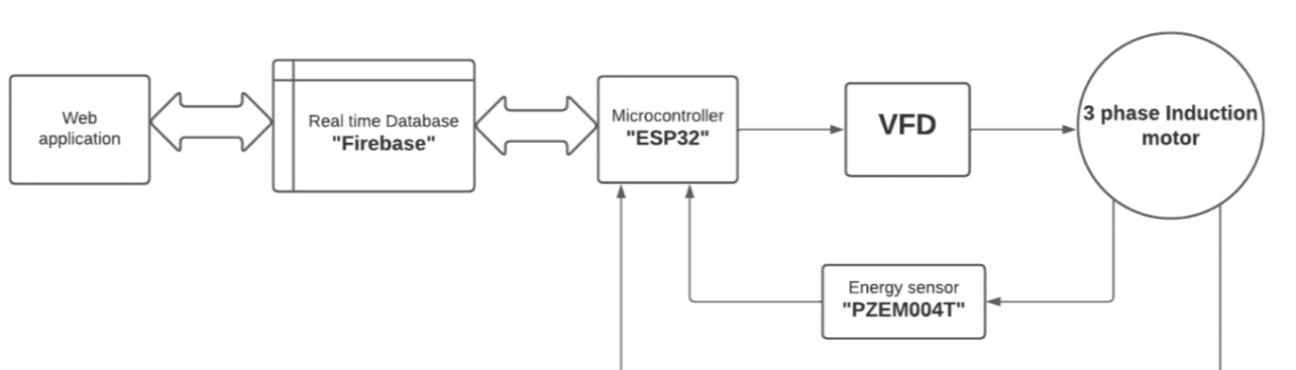 Web
application
Real time Database
"Firebase"
Microcontroller
"ESP32"
VFD
3 phase Induction
motor
Energy sensor
"PZEM004T"